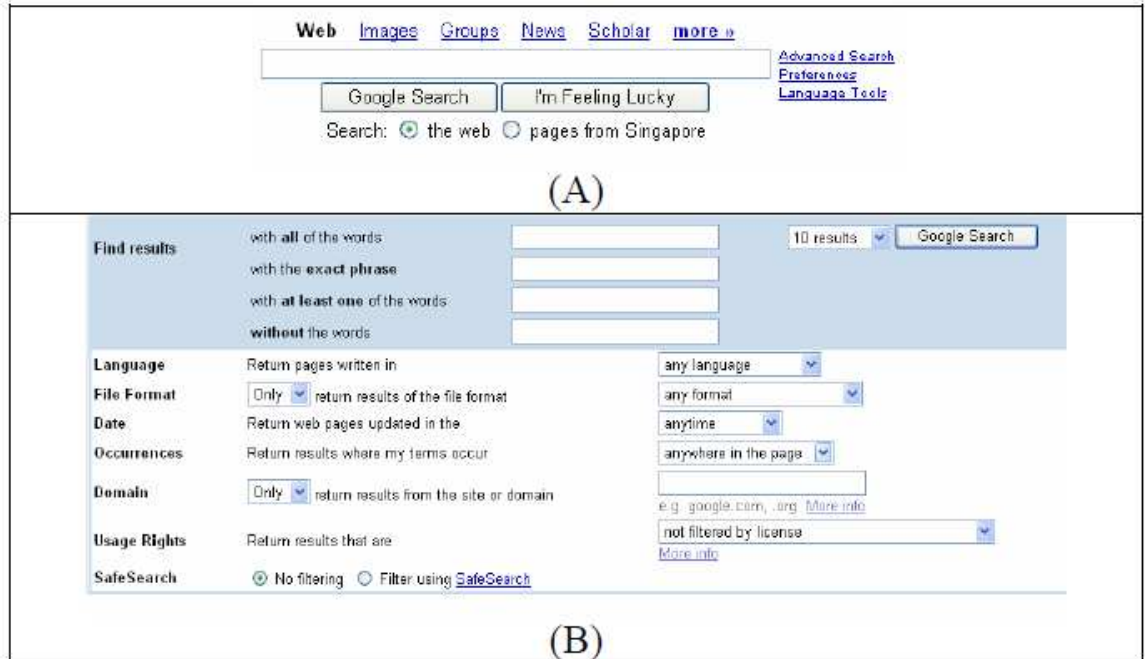 Web Images Groups News Scholar more »
Advanced Search
Preferences
Language Tools
Google Search I'm Feeling Lucky
Search: the web pages from Singapore
(A)
Find results with all of the words 10 results Google Search
with the exact phrase
with at least one of the words
without the words
Language Return pages written in any language
File Format Only return results of the file format any format
Date Return web pages updated in the anytime
Occurrences Return results where my terms occur anywhere in the page
Domain Only return results from the site or domain
e.g. google.com, .org More info
Usage Rights Return results that are not filtered by license
More info
SafeSearch No filtering Filter using SafeSearch
(B)